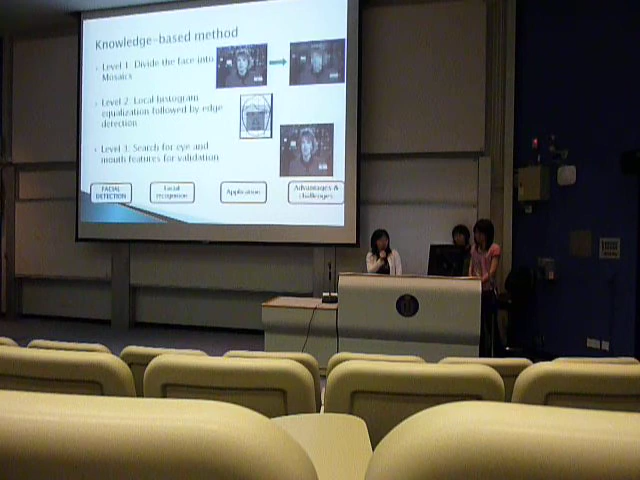 Knowledge-based method
Level 1: Divide the face into
Mosaics
Level 2: Local histogram
equalization followed by edge
detection
Level 3: Search for eye and
mouth features for validation
FACIAL
DETECTION
Facial
recognition
Application
Advantages &
challenges